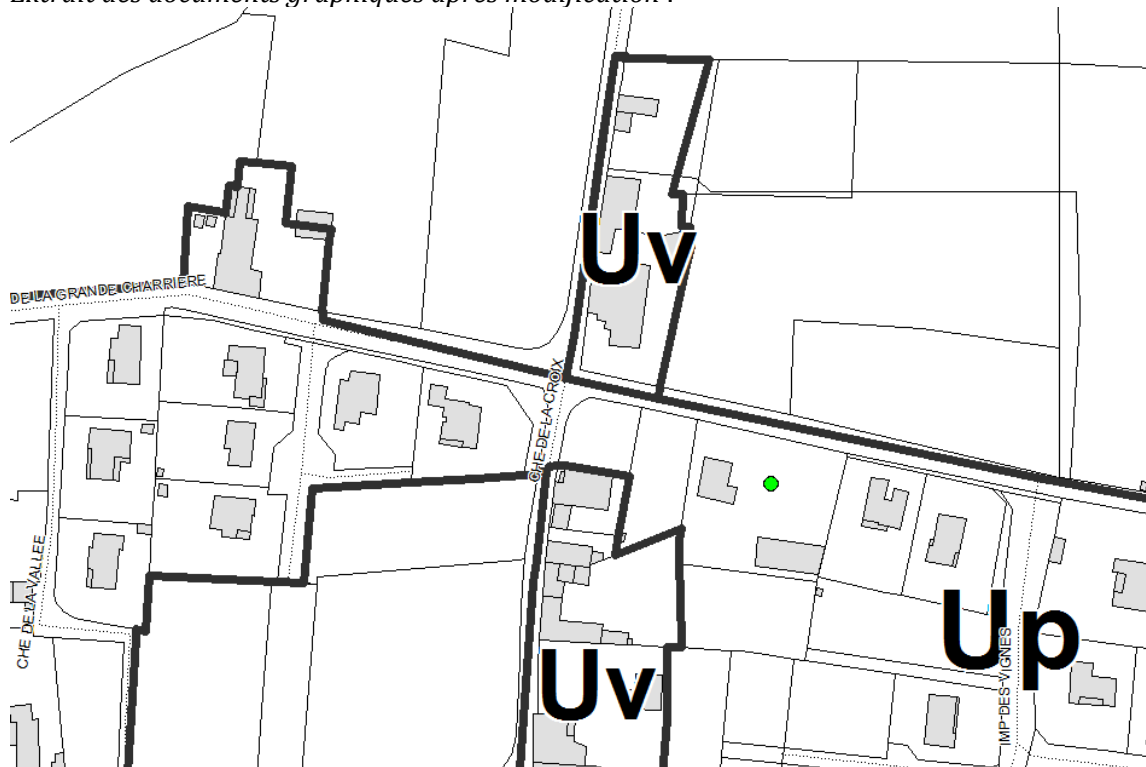 Extrait des documents graphiques après modification :
Uv
DE LA GRANDE CHARRIÈRE
CHE DE LA CROIX
CHE DE LA VALLEE
Up
IMP DES VIGNES
Uv